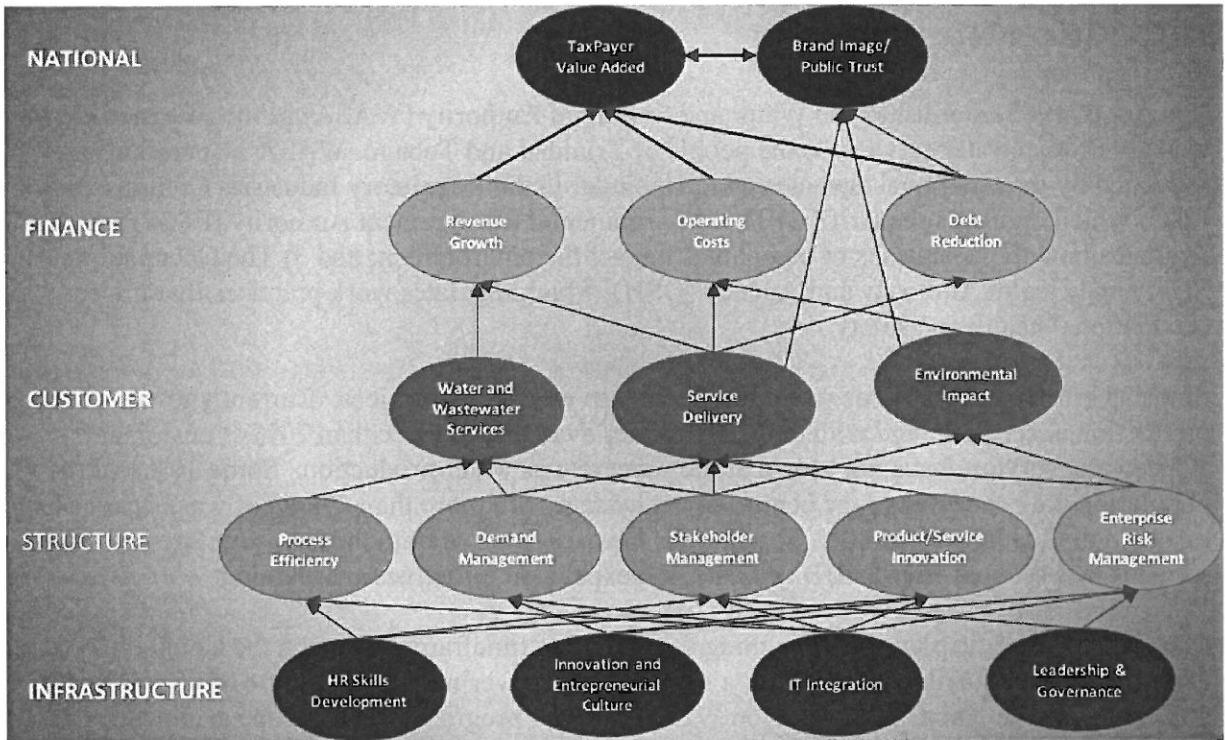 NATIONAL
TaxPayer
Value Added
Brand Image/
Public Trust
FINANCE
Revenue
Growth
Operating
Costs
Debt
Reduction
CUSTOMER
Water and
Wastewater
Services
Service
Delivery
Environmental
Impact
STRUCTURE
Process
Efficiency
Demand
Management
Stakeholder
Management
Product/Service
Innovation
Enterprise
Risk
Management
INFRASTRUCTURE
HR Skills
Development
Innovation and
Entrepreneurial
Culture
IT Integration
Leadership &
Governance